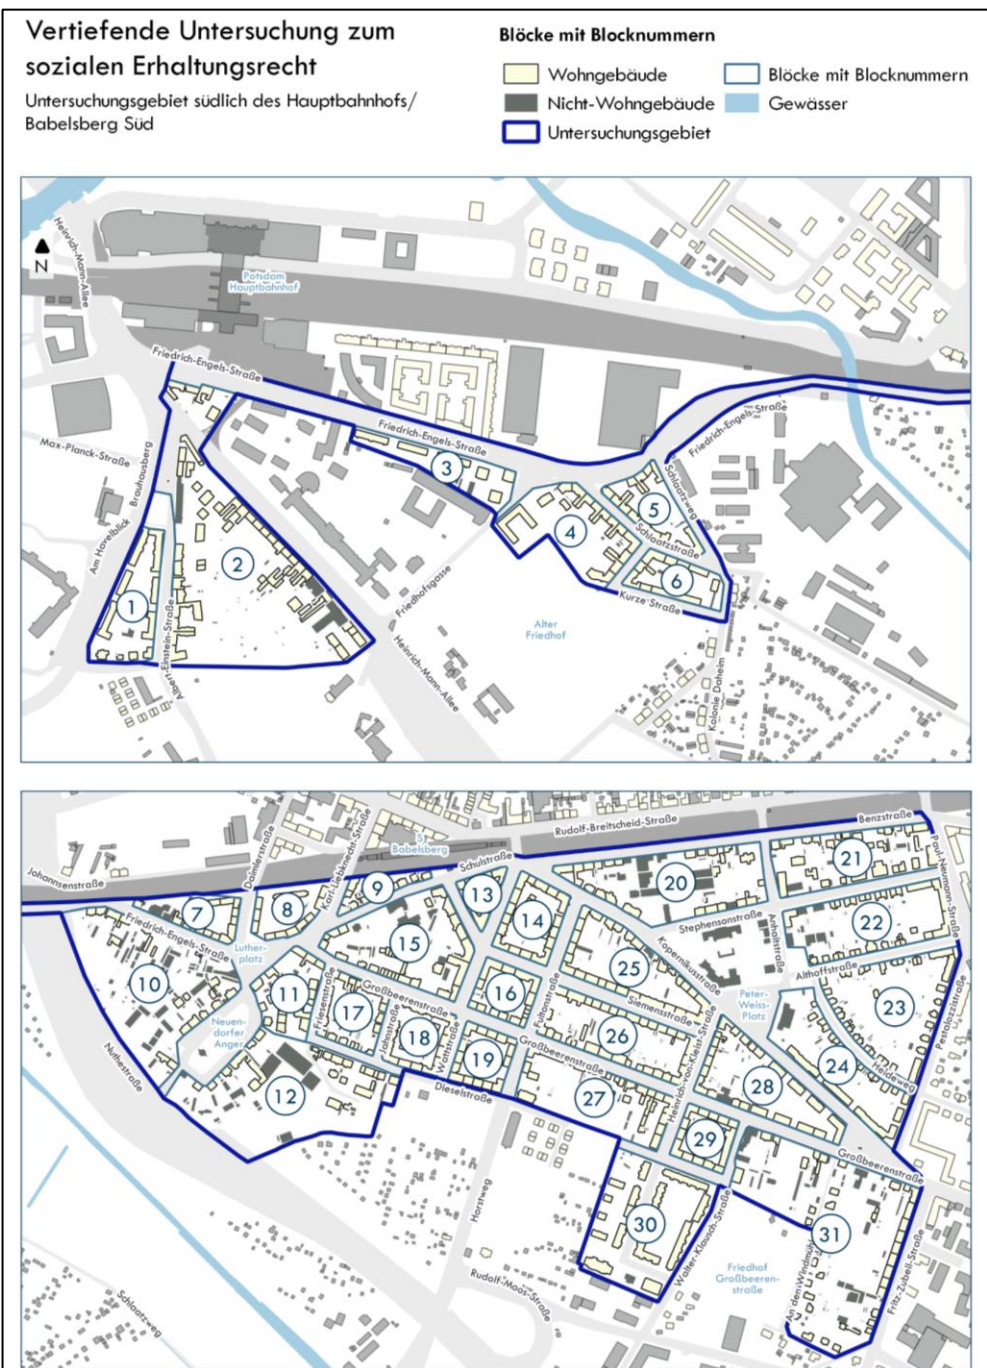 Vertiefende Untersuchung zum
sozialen Erhaltungsrecht
Untersuchungsgebiet südlich des Hauptbahnhofs/
Babelsberg Süd
Blöcke mit Blocknummern
Wohngebäude
Blöcke mit Blocknummern
Nicht-Wohngebäude
Gewässer
Untersuchungsgebiet
N
Heinrich-Mann-Allee
Potsdam
Hauptbahnhof
Friedrich-Engels-Straße
Friedrich-Engels-Straße
Friedrich-Engels-Straße
Max-Planck-Straße
Brauhausberg
Am Havelblick
Albert-Einstein-Straße
Friedhofsgasse
Heinrich-Mann-Allee
Alter
Friedhof
Schlaatzweg
Schlaatzstraße
Kurze Straße
Kolonie Daheim
1
2
3
4
5
6
Johannsenstraße
Daimlerstraße
Karl-Liebknecht-Straße
S
Babelsberg
Schulstraße
Rudolf-Breitscheid-Straße
Benzstraße
Paul-Neumann-Straße
Friedrich-Engels-Straße
Luther-
platz
Stephensonstraße
Anhaltstraße
Kopernikusstraße
Althoffstraße
Pestalozzistraße
Neuen-
dorfer
Anger
Friesenstraße
Großbeerenstraße
Jahnstraße
Wattstraße
Fultonstraße
Siemensstraße
Peter-
Weiss-
Platz
Heideweg
Nuthestraße
Dieselstraße
Großbeerenstraße
Heinrich-von-Kleist-Straße
Großbeerenstraße
Horstweg
Walter-Klausch-Straße
Friedhof
Großbeeren-
straße
An der Windmühle
Fritz-Zubeil-Straße
Rudolf-Moos-Straße
Schlaatzweg
7
8
9
10
11
12
13
14
15
16
17
18
19
20
21
22
23
24
25
26
27
28
29
30
31